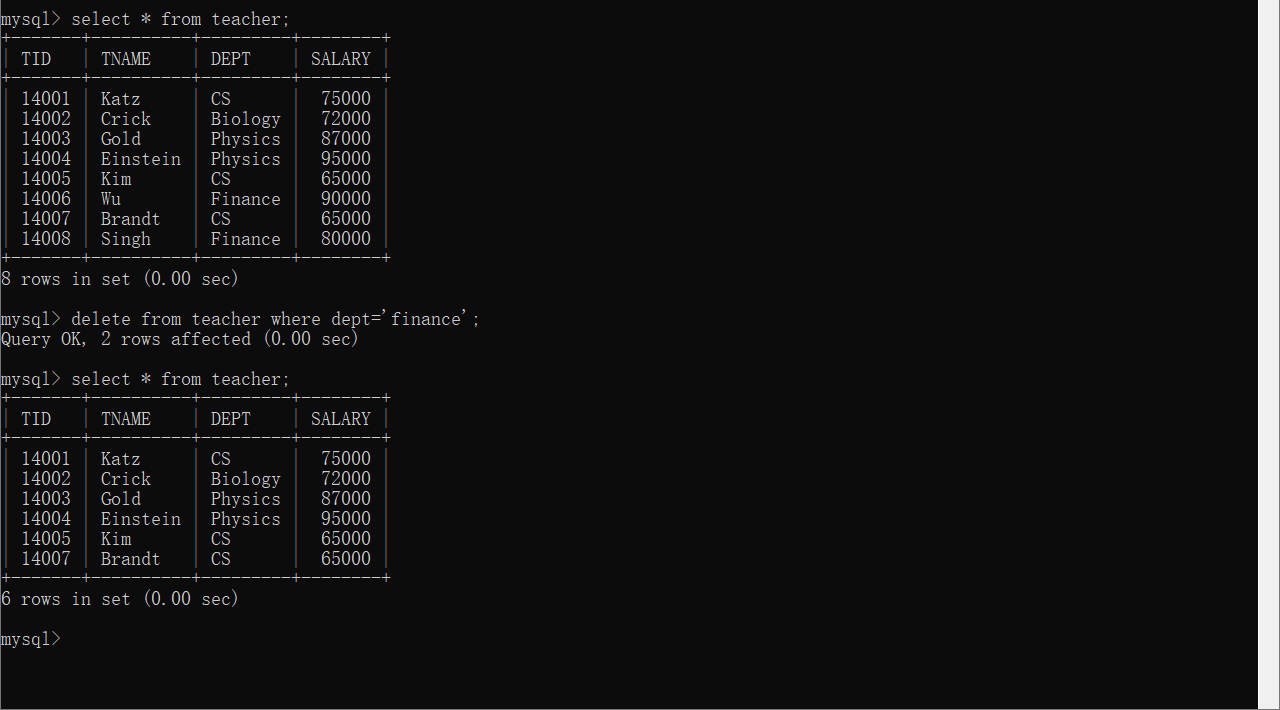 mysql> select * from teacher;
+-------+----------+---------+--------+
| TID   | TNAME    | DEPT    | SALARY |
+-------+----------+---------+--------+
| 14001 | Katz     | CS      |  75000 |
| 14002 | Crick    | Biology |  72000 |
| 14003 | Gold     | Physics |  87000 |
| 14004 | Einstein | Physics |  95000 |
| 14005 | Kim      | CS      |  65000 |
| 14006 | Wu       | Finance |  90000 |
| 14007 | Brandt   | CS      |  65000 |
| 14008 | Singh    | Finance |  80000 |
+-------+----------+---------+--------+
8 rows in set (0.00 sec)

mysql> delete from teacher where dept='finance';
Query OK, 2 rows affected (0.00 sec)

mysql> select * from teacher;
+-------+----------+---------+--------+
| TID   | TNAME    | DEPT    | SALARY |
+-------+----------+---------+--------+
| 14001 | Katz     | CS      |  75000 |
| 14002 | Crick    | Biology |  72000 |
| 14003 | Gold     | Physics |  87000 |
| 14004 | Einstein | Physics |  95000 |
| 14005 | Kim      | CS      |  65000 |
| 14007 | Brandt   | CS      |  65000 |
+-------+----------+---------+--------+
6 rows in set (0.00 sec)

mysql>